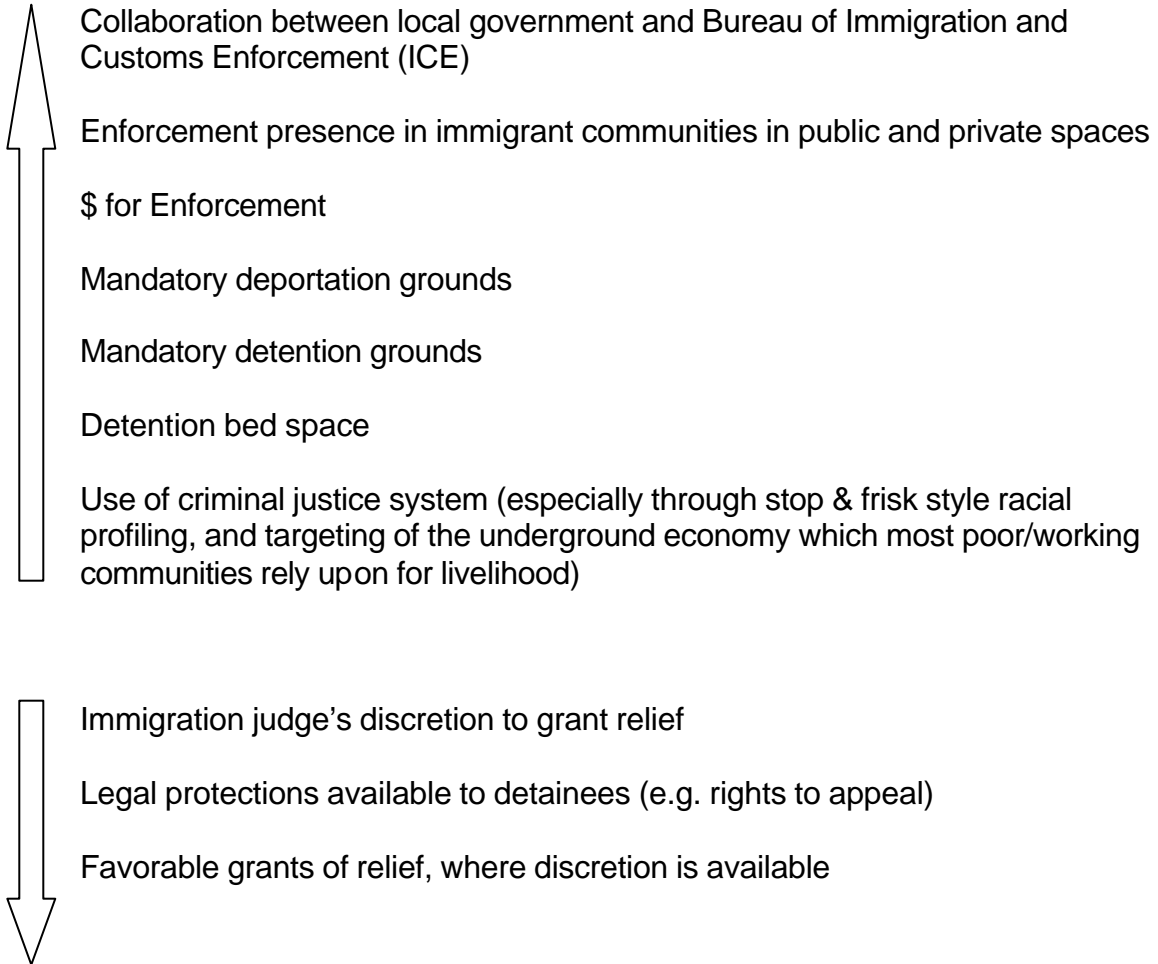 Collaboration between local government and Bureau of Immigration and
Customs Enforcement (ICE)
Enforcement presence in immigrant communities in public and private spaces
$ for Enforcement
Mandatory deportation grounds
Mandatory detention grounds
Detention bed space
Use of criminal justice system (especially through stop & frisk style racial
profiling, and targeting of the underground economy which most poor/working
communities rely upon for livelihood)
Immigration judge’s discretion to grant relief
Legal protections available to detainees (e.g. rights to appeal)
Favorable grants of relief, where discretion is available